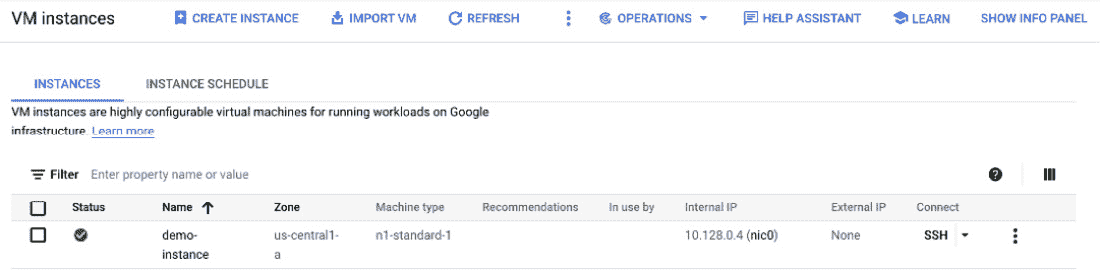 VM instances CREATE INSTANCE IMPORT VM REFRESH OPERATIONS HELP ASSISTANT LEARN SHOW INFO PANEL
INSTANCES INSTANCE SCHEDULE
VM instances are highly configurable virtual machines for running workloads on Google
infrastructure. Learn more
Filter Enter property name or value
Status Name Zone Machine type Recommendations In use by Internal IP External IP Connect
demo- us-central1- n1-standard-1 10.128.0.4 (nic0) None SSH
instance a